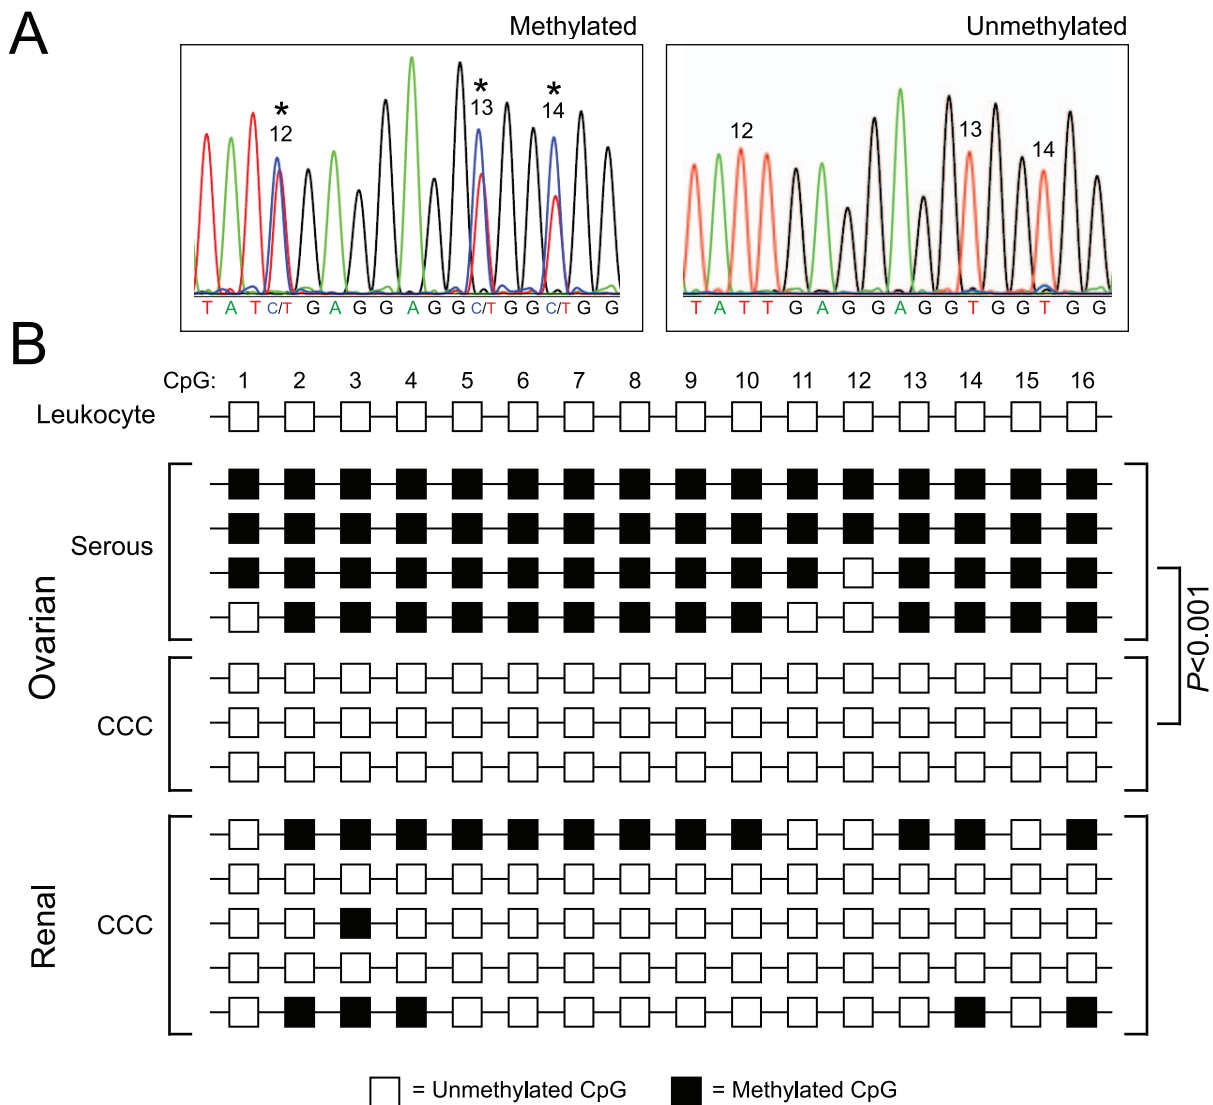 A
Methylated
Unmethylated
* * *
12 13 14
12 13 14
T A T C/T G A G G A G G C/T G G C/T G G
T A T T G A G G A G G T G G T G G
B
CpG: 1 2 3 4 5 6 7 8 9 10 11 12 13 14 15 16
Leukocyte
Ovarian
Serous
CCC
P<0.001
Renal
CCC
= Unmethylated CpG
= Methylated CpG